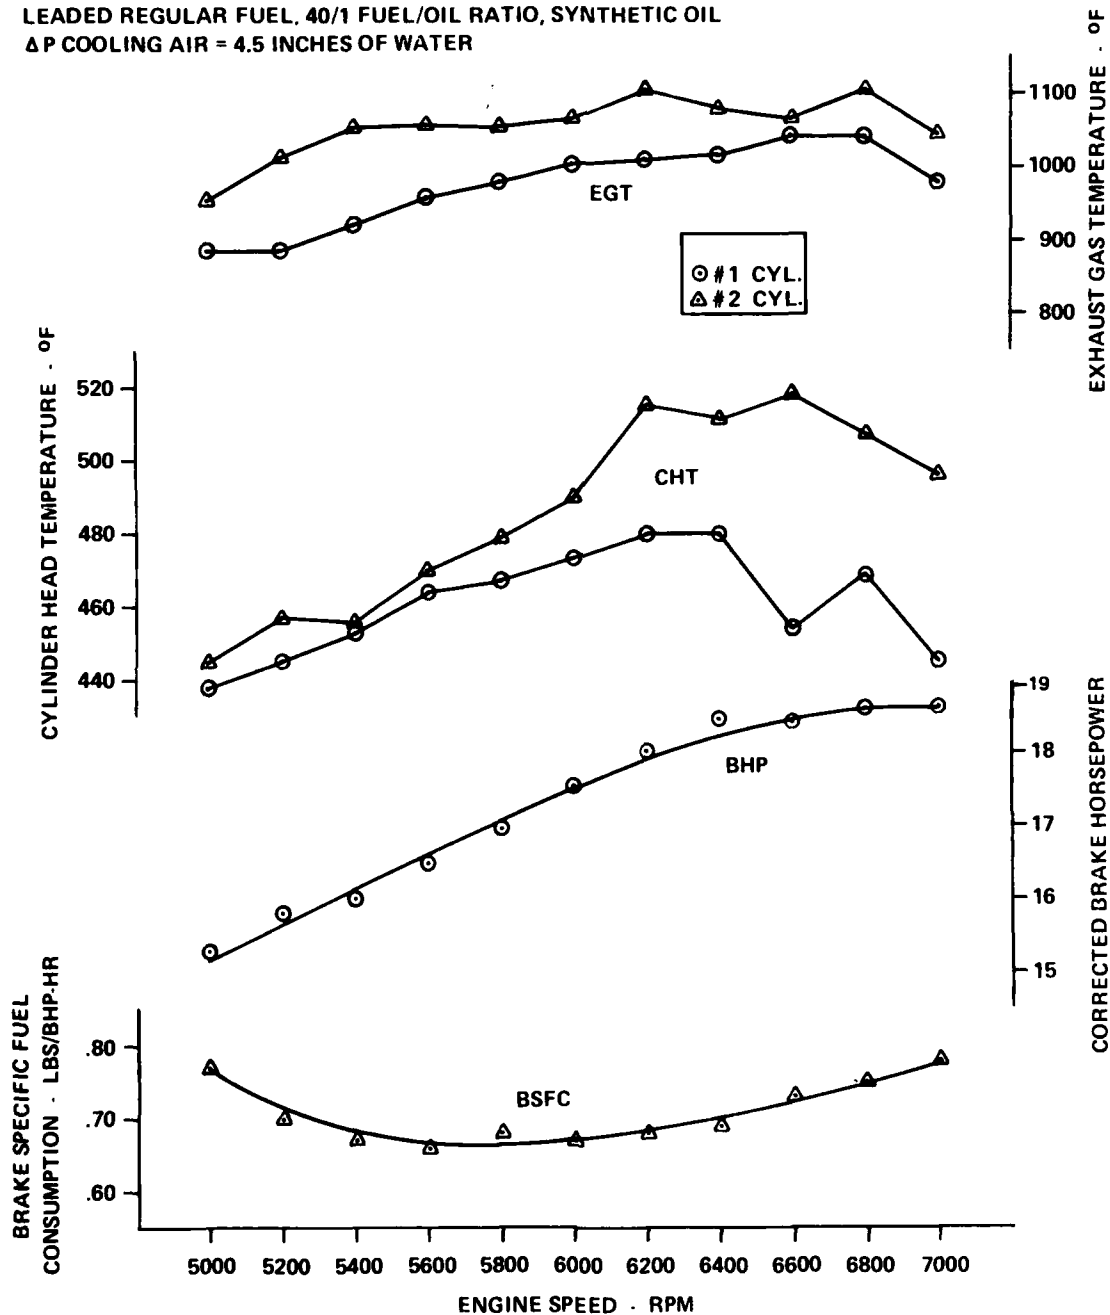 LEADED REGULAR FUEL, 40/1 FUEL/OIL RATIO, SYNTHETIC OIL
ΔP COOLING AIR = 4.5 INCHES OF WATER
EXHAUST GAS TEMPERATURE - ºF
1100
1000
900
800
EGT
#1 CYL.
#2 CYL.
CYLINDER HEAD TEMPERATURE - ºF
520
500
480
460
440
CHT
CORRECTED BRAKE HORSEPOWER
19
18
17
16
15
BHP
BRAKE SPECIFIC FUEL
CONSUMPTION - LBS/BHP-HR
.80
.70
.60
BSFC
5000 5200 5400 5600 5800 6000 6200 6400 6600 6800 7000
ENGINE SPEED - RPM